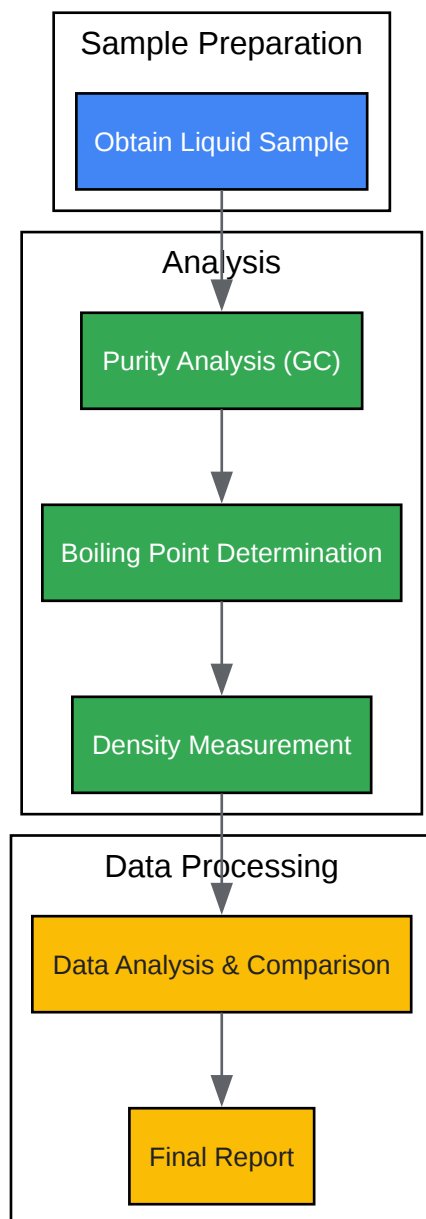 Sample Preparation
Obtain Liquid Sample
Analysis
Purity Analysis (GC)
Boiling Point Determination
Density Measurement
Data Processing
Data Analysis & Comparison
Final Report